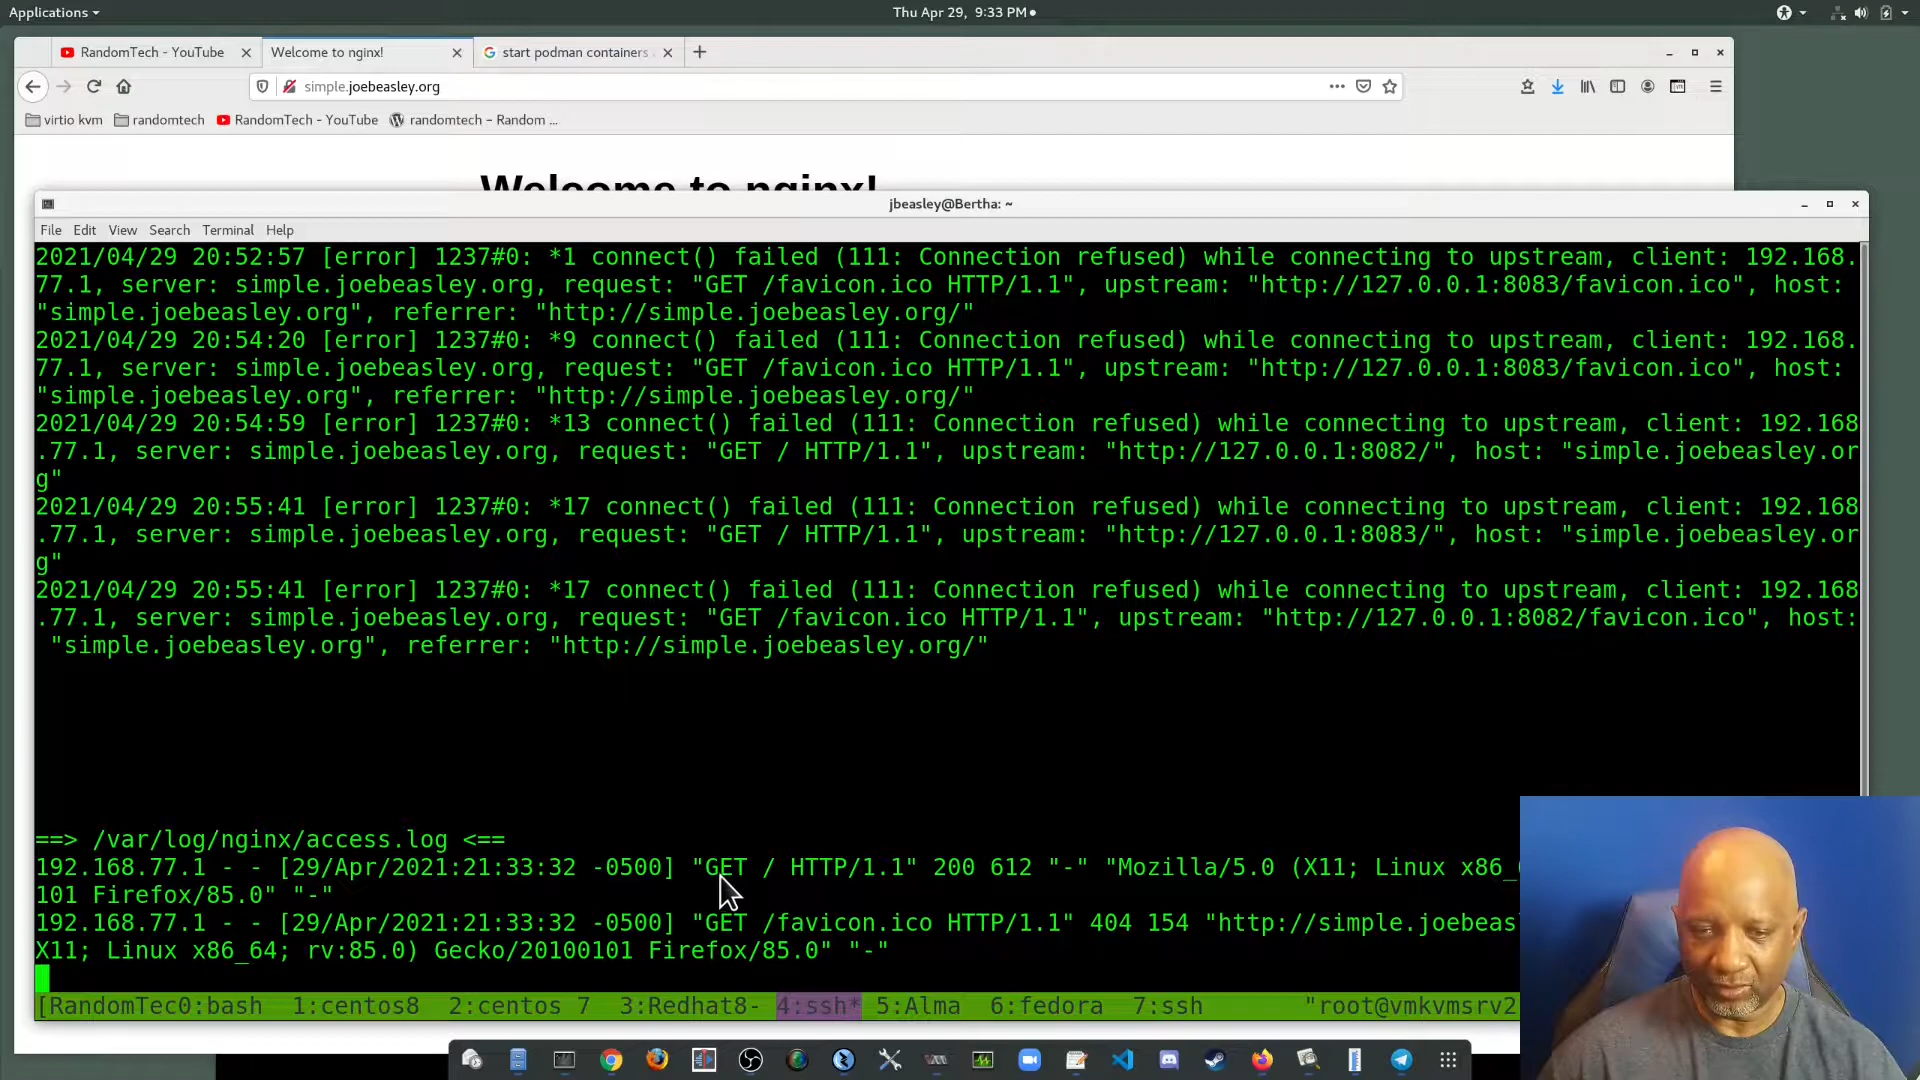 Applications
Thu Apr 29, 9:33 PM
RandomTech - YouTube
Welcome to nginx!
start podman containers
simple.joebeasley.org
virtio kvm
randomtech
RandomTech - YouTube
randomtech – Random ...
Welcome to nginx!
jbeasley@Bertha: ~
File Edit View Search Terminal Help
2021/04/29 20:52:57 [error] 1237#0: *1 connect() failed (111: Connection refused) while connecting to upstream, client: 192.168.
77.1, server: simple.joebeasley.org, request: "GET /favicon.ico HTTP/1.1", upstream: "http://127.0.0.1:8083/favicon.ico", host:
"simple.joebeasley.org", referrer: "http://simple.joebeasley.org/"
2021/04/29 20:54:20 [error] 1237#0: *9 connect() failed (111: Connection refused) while connecting to upstream, client: 192.168.
77.1, server: simple.joebeasley.org, request: "GET /favicon.ico HTTP/1.1", upstream: "http://127.0.0.1:8083/favicon.ico", host:
"simple.joebeasley.org", referrer: "http://simple.joebeasley.org/"
2021/04/29 20:54:59 [error] 1237#0: *13 connect() failed (111: Connection refused) while connecting to upstream, client: 192.168
.77.1, server: simple.joebeasley.org, request: "GET / HTTP/1.1", upstream: "http://127.0.0.1:8082/", host: "simple.joebeasley.or
g"
2021/04/29 20:55:41 [error] 1237#0: *17 connect() failed (111: Connection refused) while connecting to upstream, client: 192.168
.77.1, server: simple.joebeasley.org, request: "GET / HTTP/1.1", upstream: "http://127.0.0.1:8083/", host: "simple.joebeasley.or
g"
2021/04/29 20:55:41 [error] 1237#0: *17 connect() failed (111: Connection refused) while connecting to upstream, client: 192.168
.77.1, server: simple.joebeasley.org, request: "GET /favicon.ico HTTP/1.1", upstream: "http://127.0.0.1:8082/favicon.ico", host:
"simple.joebeasley.org", referrer: "http://simple.joebeasley.org/"
==> /var/log/nginx/access.log <==
192.168.77.1 - - [29/Apr/2021:21:33:32 -0500] "GET / HTTP/1.1" 200 612 "-" "Mozilla/5.0 (X11; Linux x86_
101 Firefox/85.0" "-"
192.168.77.1 - - [29/Apr/2021:21:33:32 -0500] "GET /favicon.ico HTTP/1.1" 404 154 "http://simple.joebeas
X11; Linux x86_64; rv:85.0) Gecko/20100101 Firefox/85.0" "-"
[RandomTec0:bash 1:centos8 2:centos 7 3:Redhat8- 4:ssh* 5:Alma 6:fedora 7:ssh "root@vmkvmsrv2